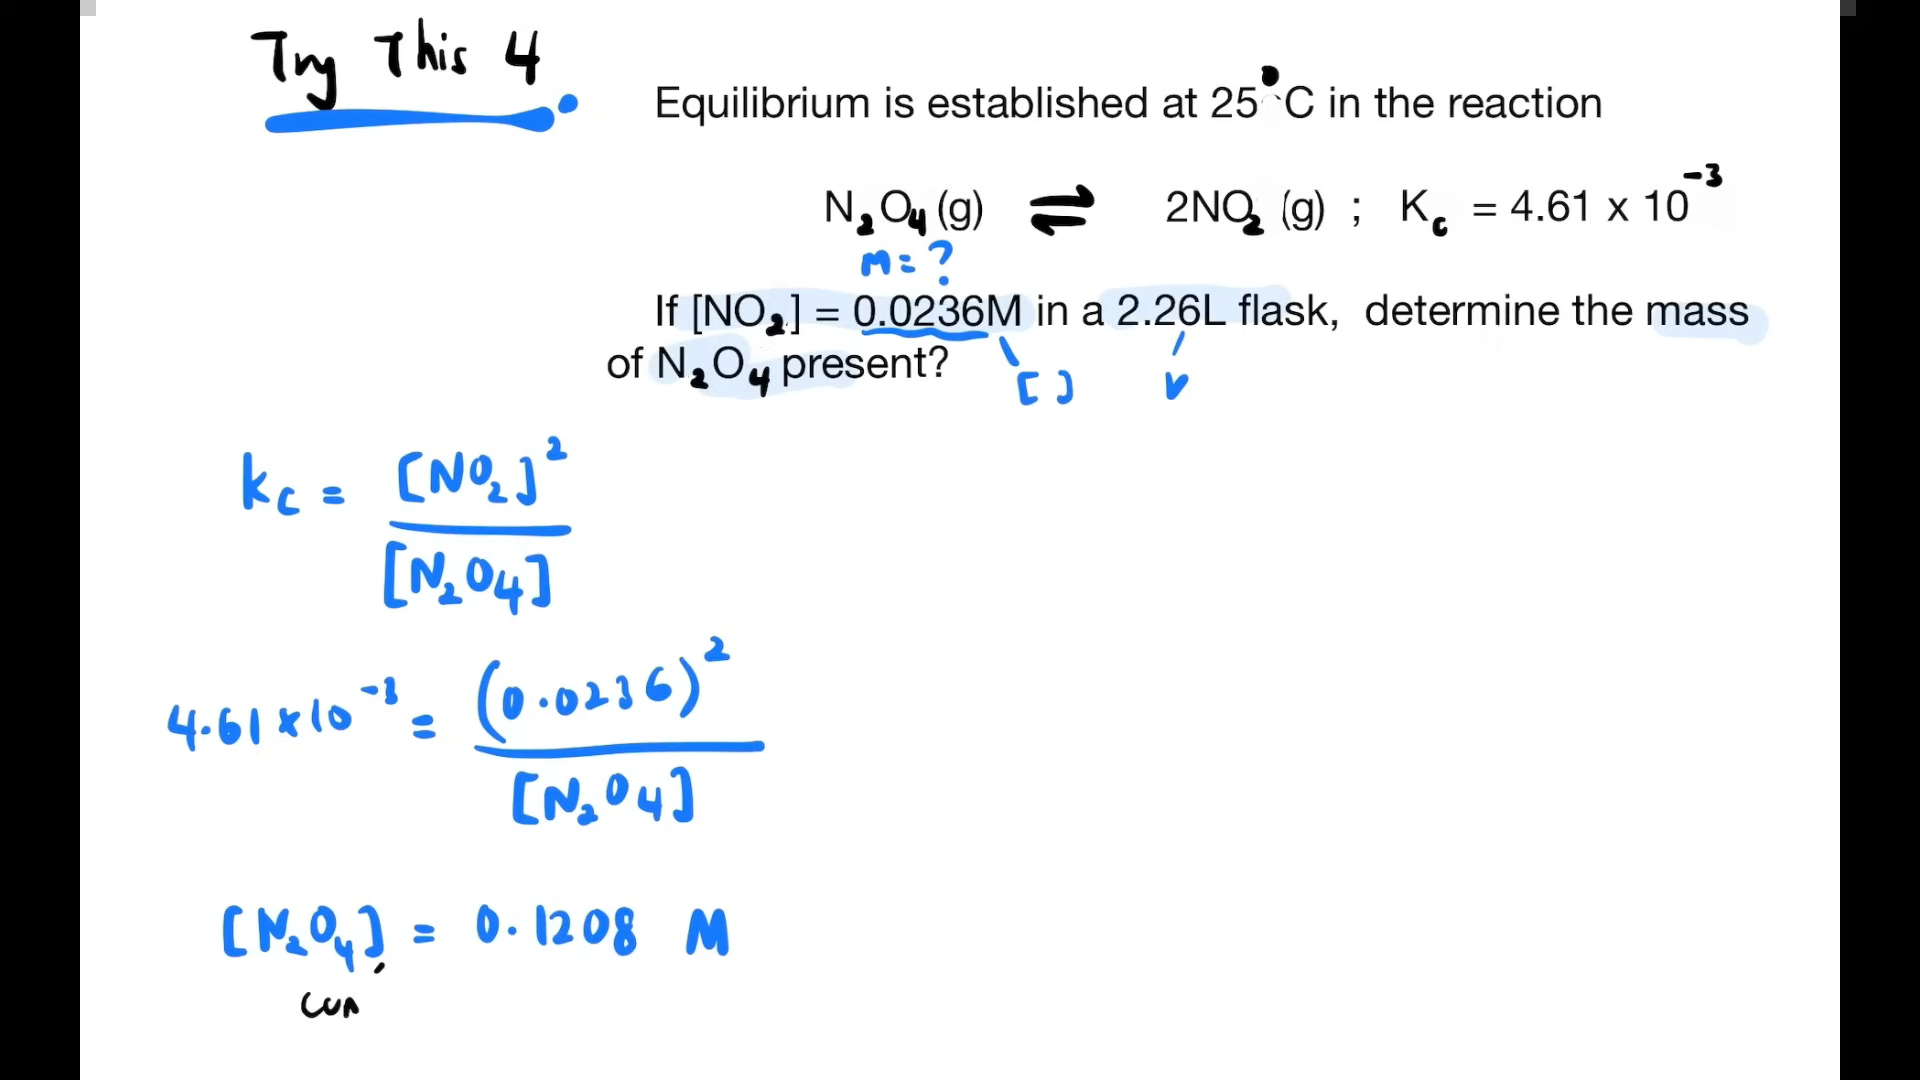 Try This 4
Equilibrium is established at 25°C in the reaction
N₂O₄ (g) ⇌ 2NO₂ (g) ; Kc = 4.61 x 10⁻³
M = ?
If [NO₂] = 0.0236M in a 2.26L flask, determine the mass
of N₂O₄ present?
[ ] V
kc = [NO₂]²
[N₂O₄]
4.61 x 10⁻³ = (0.0236)²
[N₂O₄]
[N₂O₄] = 0.1208 M
con